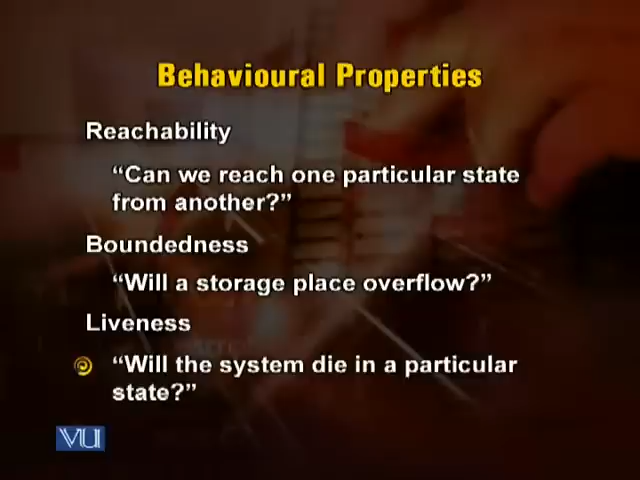 Behavioural Properties
Reachability
“Can we reach one particular state
from another?”
Boundedness
“Will a storage place overflow?”
Liveness
“Will the system die in a particular
state?”
VU